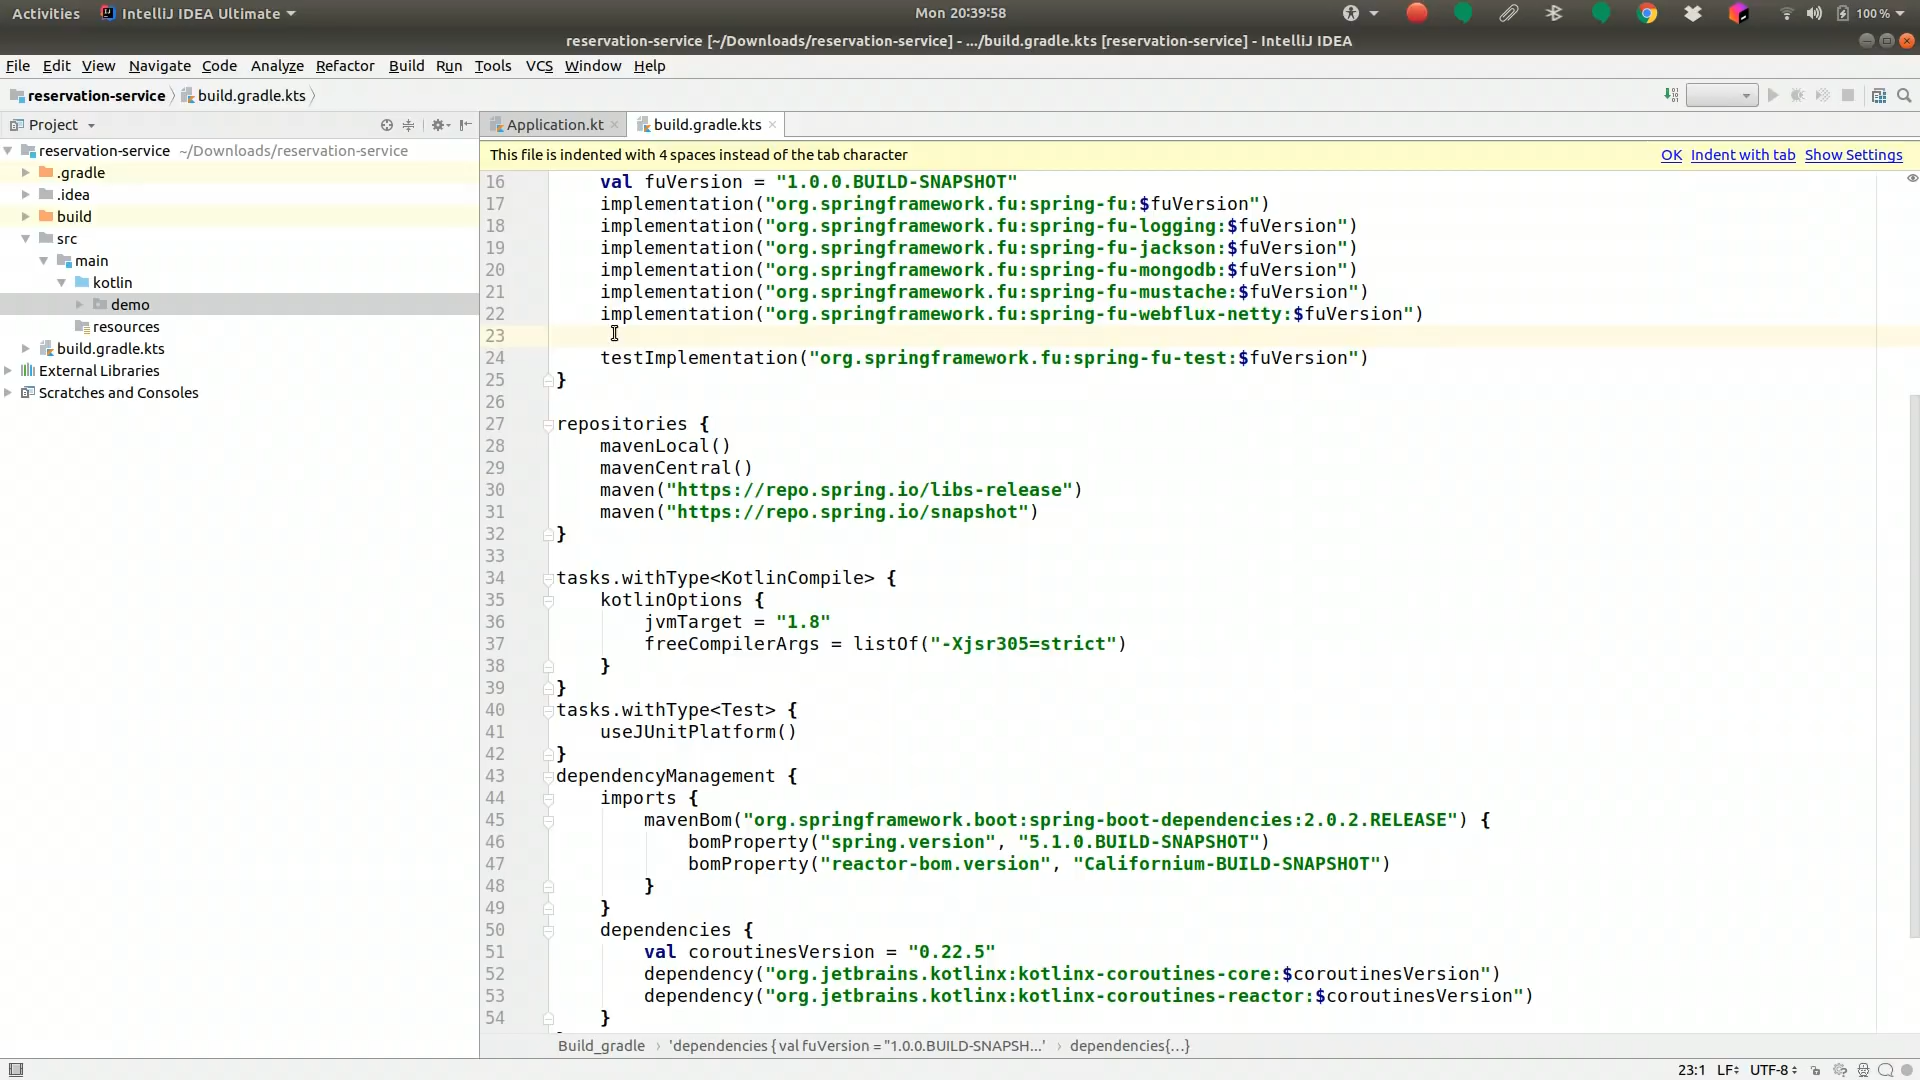 Activities IntelliJ IDEA Ultimate Mon 20:39:58 100 %
reservation-service [~/Downloads/reservation-service] - .../build.gradle.kts [reservation-service] - IntelliJ IDEA
File Edit View Navigate Code Analyze Refactor Build Run Tools VCS Window Help
reservation-service build.gradle.kts
Project
Application.kt build.gradle.kts
reservation-service ~/Downloads/reservation-service
.gradle
.idea
build
src
main
kotlin
demo
resources
build.gradle.kts
External Libraries
Scratches and Consoles
This file is indented with 4 spaces instead of the tab character OK Indent with tab Show Settings
16 val fuVersion = "1.0.0.BUILD-SNAPSHOT"
17 implementation("org.springframework.fu:spring-fu:$fuVersion")
18 implementation("org.springframework.fu:spring-fu-logging:$fuVersion")
19 implementation("org.springframework.fu:spring-fu-jackson:$fuVersion")
20 implementation("org.springframework.fu:spring-fu-mongodb:$fuVersion")
21 implementation("org.springframework.fu:spring-fu-mustache:$fuVersion")
22 implementation("org.springframework.fu:spring-fu-webflux-netty:$fuVersion")
23
24 testImplementation("org.springframework.fu:spring-fu-test:$fuVersion")
25 }
26
27 repositories {
28 mavenLocal()
29 mavenCentral()
30 maven("https://repo.spring.io/libs-release")
31 maven("https://repo.spring.io/snapshot")
32 }
33
34 tasks.withType<KotlinCompile> {
35 kotlinOptions {
36 jvmTarget = "1.8"
37 freeCompilerArgs = listOf("-Xjsr305=strict")
38 }
39 }
40 tasks.withType<Test> {
41 useJUnitPlatform()
42 }
43 dependencyManagement {
44 imports {
45 mavenBom("org.springframework.boot:spring-boot-dependencies:2.0.2.RELEASE") {
46 bomProperty("spring.version", "5.1.0.BUILD-SNAPSHOT")
47 bomProperty("reactor-bom.version", "Californium-BUILD-SNAPSHOT")
48 }
49 }
50 dependencies {
51 val coroutinesVersion = "0.22.5"
52 dependency("org.jetbrains.kotlinx:kotlinx-coroutines-core:$coroutinesVersion")
53 dependency("org.jetbrains.kotlinx:kotlinx-coroutines-reactor:$coroutinesVersion")
54 }
Build_gradle › 'dependencies { val fuVersion = "1.0.0.BUILD-SNAPSH...' › dependencies{...}
23:1 LF UTF-8